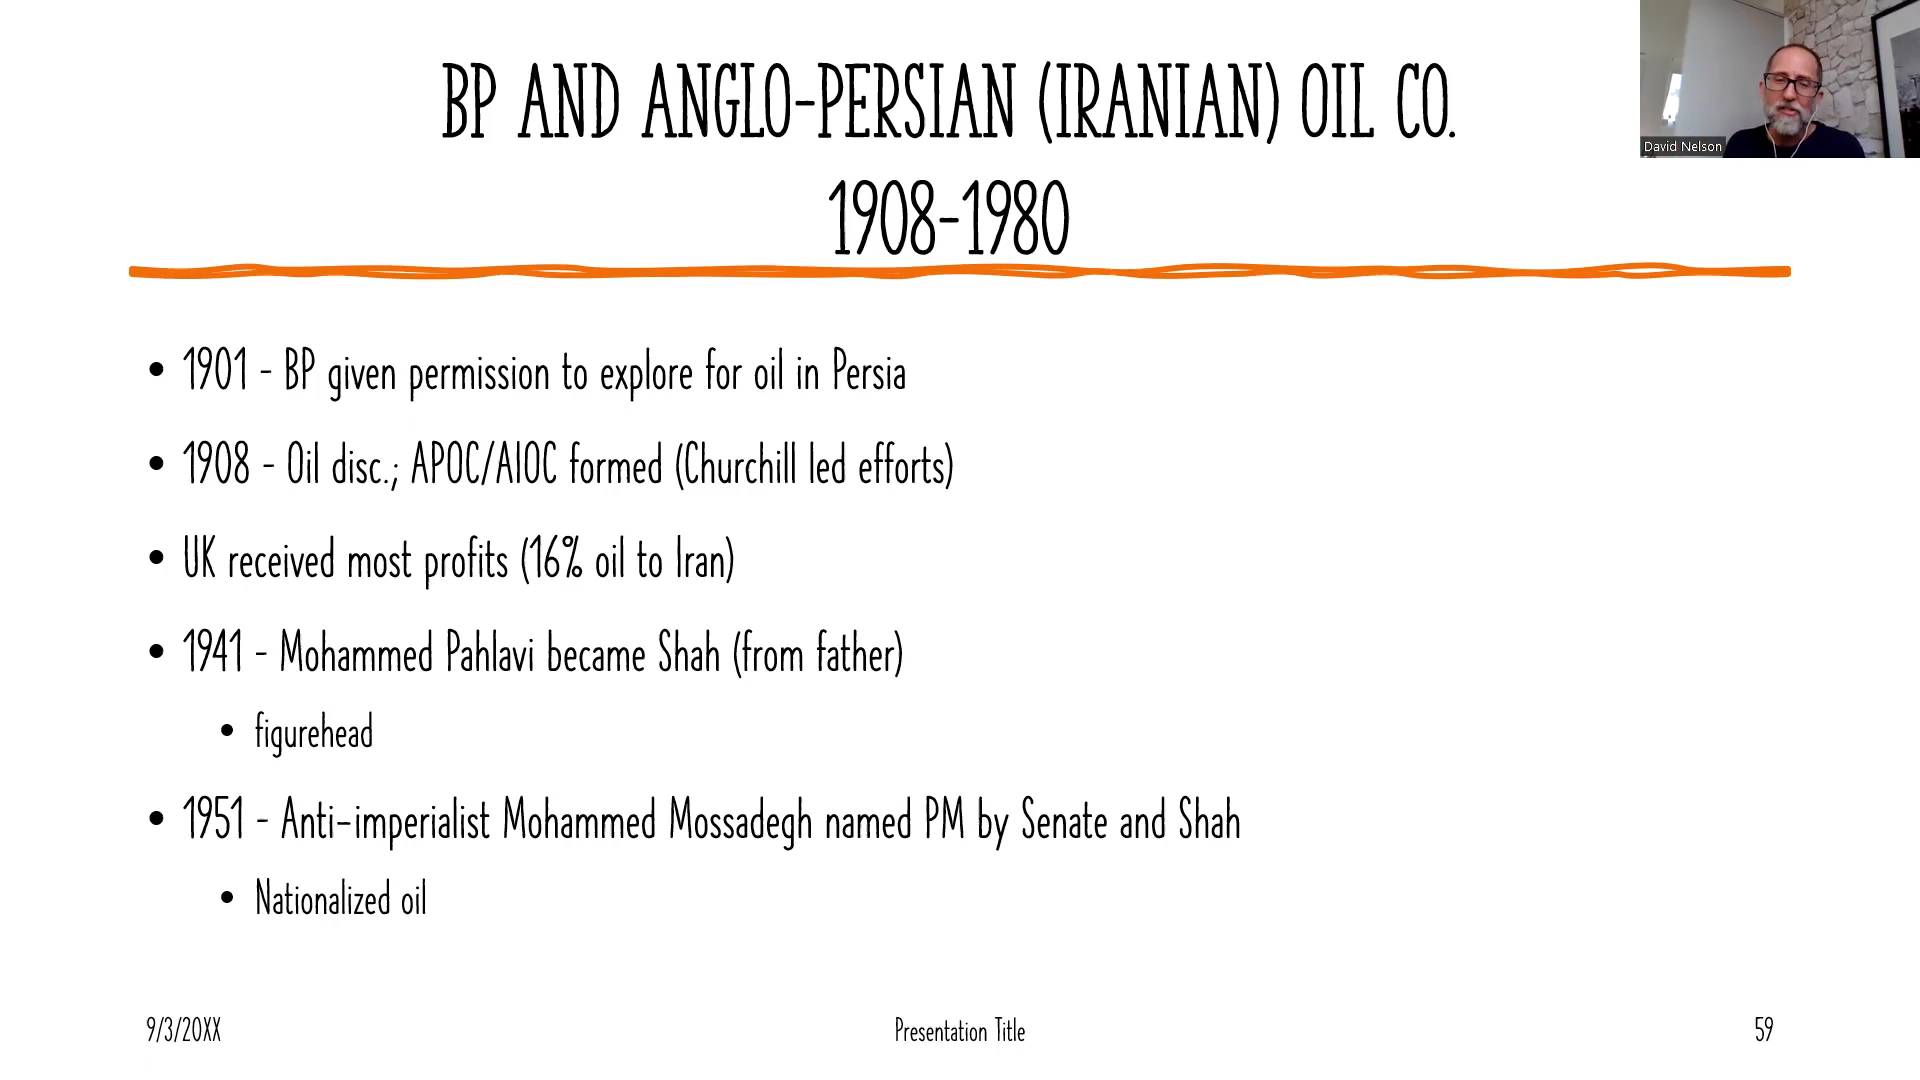 BP AND ANGLO-PERSIAN (IRANIAN) OIL CO.
1908-1980
David Nelson
• 1901 - BP given permission to explore for oil in Persia
• 1908 - Oil disc.; APOC/AIOC formed (Churchill led efforts)
• UK received most profits (16% oil to Iran)
• 1941 - Mohammed Pahlavi became Shah (from father)
• figurehead
• 1951 - Anti-imperialist Mohammed Mossadegh named PM by Senate and Shah
• Nationalized oil
9/3/20XX
Presentation Title
59